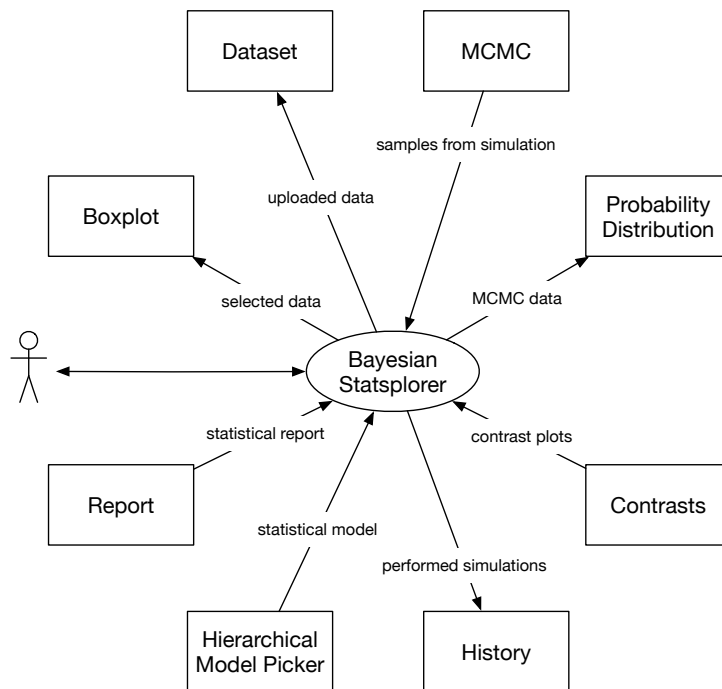 Dataset
MCMC
samples from simulation
uploaded data
Boxplot
Probability
Distribution
selected data
MCMC data
Bayesian
Statsplorer
statistical report
contrast plots
Report
Contrasts
statistical model
performed simulations
Hierarchical
Model Picker
History